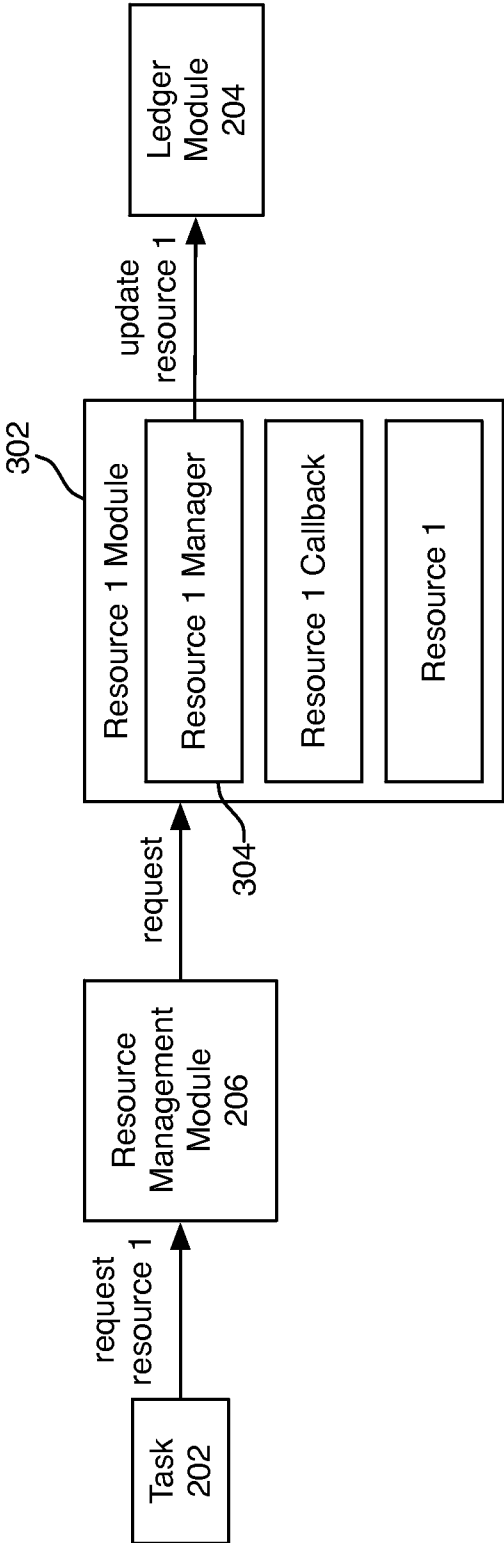 Task
202
request
resource 1
Resource
Management
Module
206
request
302
Resource 1 Module
Resource 1 Manager
304
Resource 1 Callback
Resource 1
update
resource 1
Ledger
Module
204